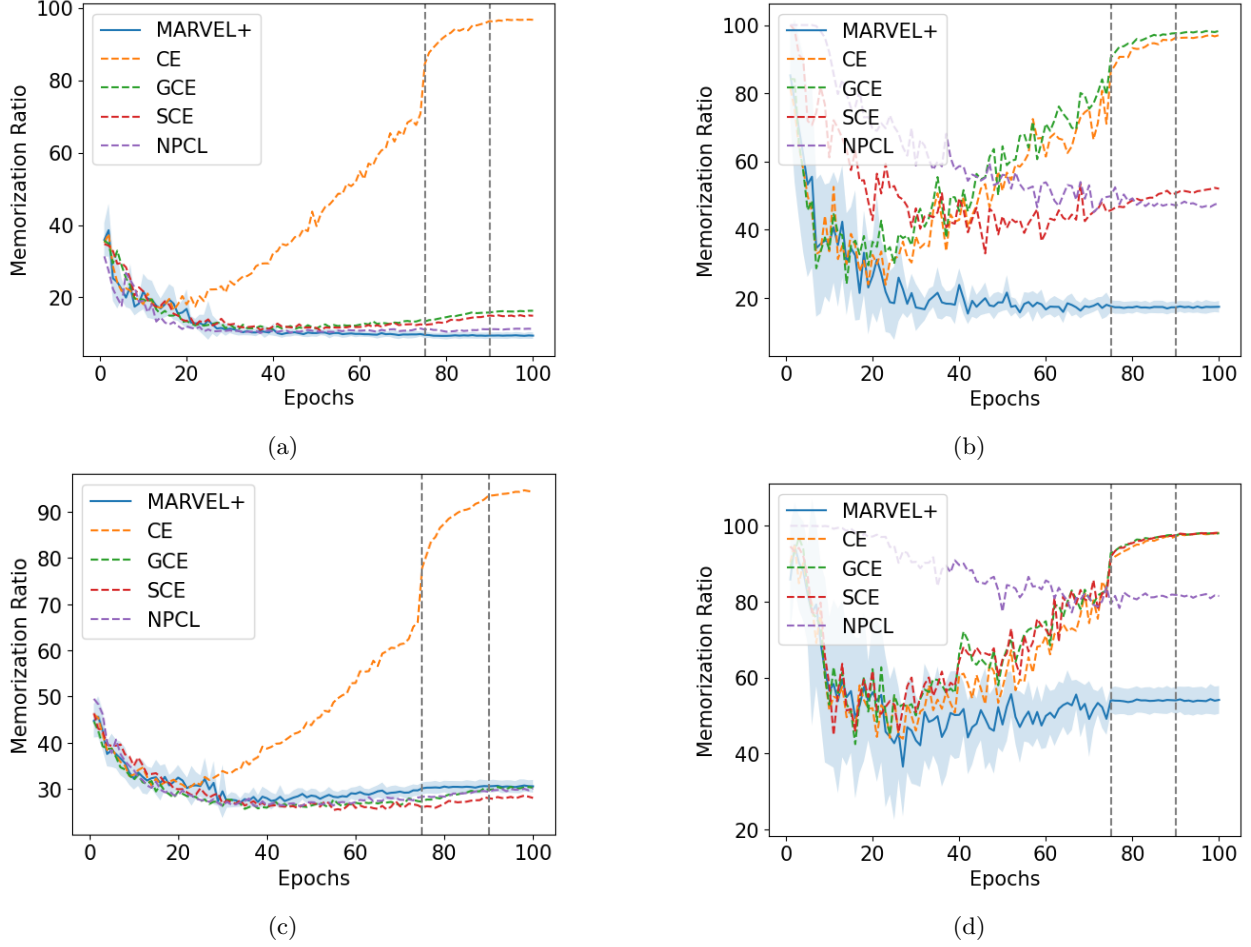 100
80
60
40
20
Memorization Ratio
MARVEL+
CE
GCE
SCE
NPCL
0 20 40 60 80 100
Epochs
(a)
100
80
60
40
20
Memorization Ratio
MARVEL+
CE
GCE
SCE
NPCL
0 20 40 60 80 100
Epochs
(b)
90
80
70
60
50
40
30
Memorization Ratio
MARVEL+
CE
GCE
SCE
NPCL
0 20 40 60 80 100
Epochs
(c)
100
80
60
40
20
Memorization Ratio
MARVEL+
CE
GCE
SCE
NPCL
0 20 40 60 80 100
Epochs
(d)